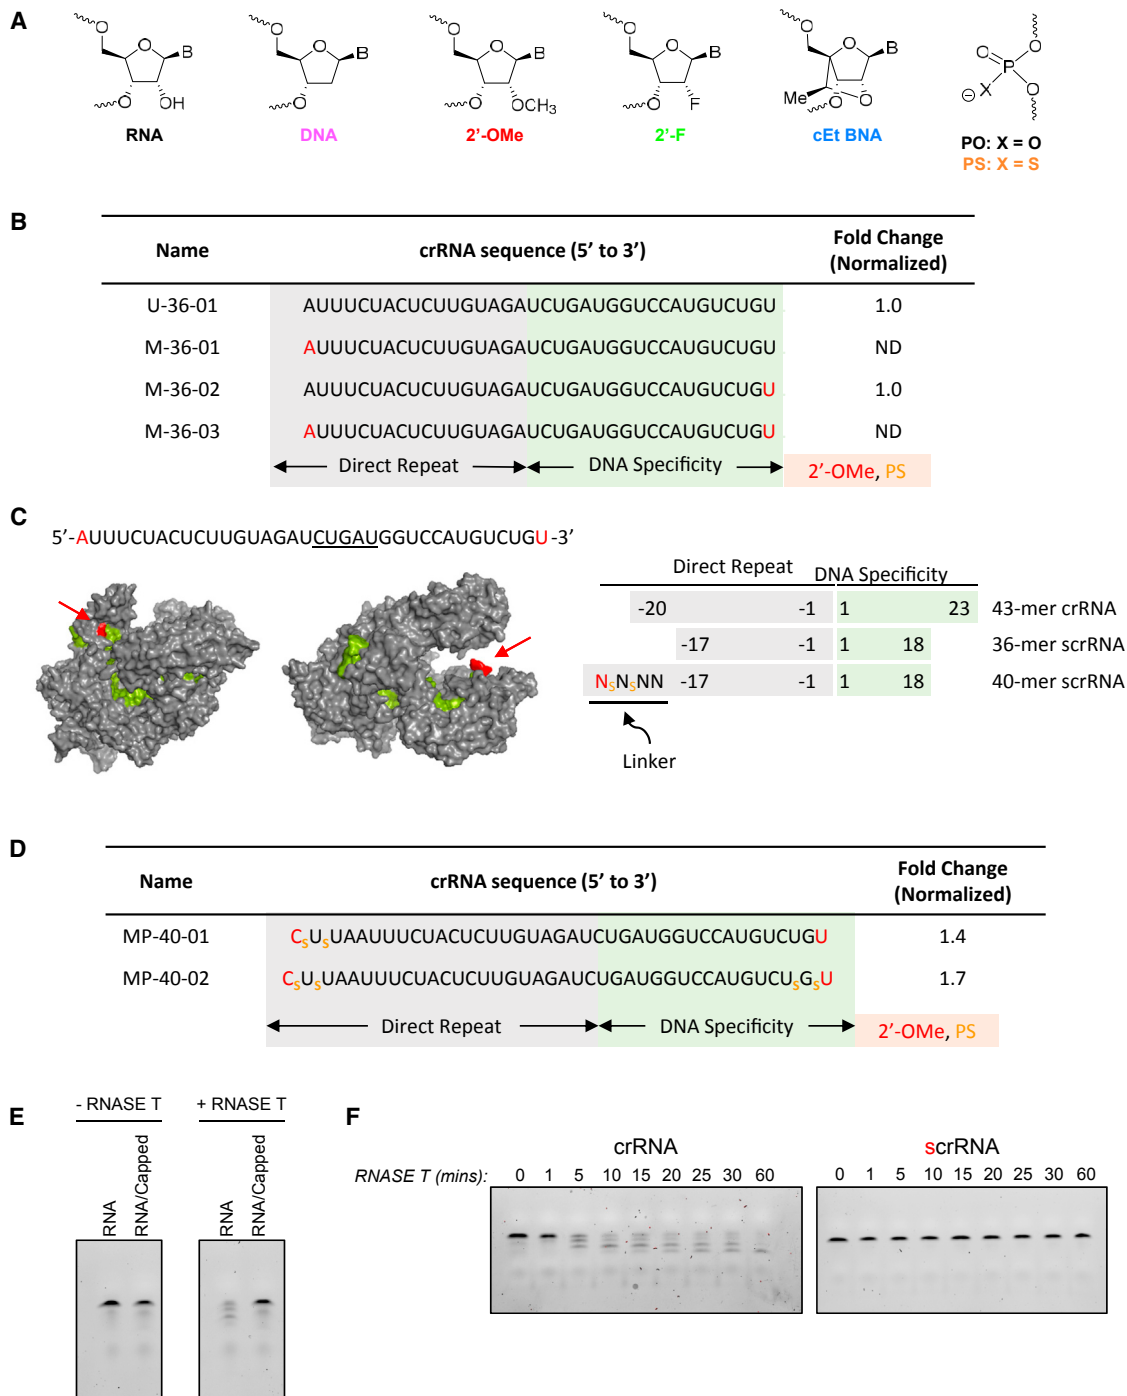 A
O
O
B
O
OH
RNA
O
O
B
O
DNA
O
O
B
O
OCH3
2'-OMe
O
O
B
O
F
2'-F
O
O
B
Me
O
O
cEt BNA
O
O
P
X
O
⊖
PO: X = O
PS: X = S
B
Name crRNA sequence (5' to 3') Fold Change (Normalized)
U-36-01 AUUUCUACUCUUGUAGAUCUGAUGGUCCAUGUCUGU 1.0
M-36-01 AUUUCUACUCUUGUAGAUCUGAUGGUCCAUGUCUGU ND
M-36-02 AUUUCUACUCUUGUAGAUCUGAUGGUCCAUGUCUGU 1.0
M-36-03 AUUUCUACUCUUGUAGAUCUGAUGGUCCAUGUCUGU ND
Direct Repeat DNA Specificity 2'-OMe, PS
C
5'-AUUUCUACUCUUGUAGAUCUGAUGGUCCAUGUCUGU-3'
Direct Repeat DNA Specificity
-20 -1 1 23 43-mer crRNA
-17 -1 1 18 36-mer scrRNA
NSNSNN -17 -1 1 18 40-mer scrRNA
Linker
D
Name crRNA sequence (5' to 3') Fold Change (Normalized)
MP-40-01 CSUSUAAUUUCUACUCUUGUAGAUCUGAUGGUCCAUGUCUGU 1.4
MP-40-02 CSUSUAAUUUCUACUCUUGUAGAUCUGAUGGUCCAUGUCUSGSU 1.7
Direct Repeat DNA Specificity 2'-OMe, PS
E
- RNASE T + RNASE T
RNA
RNA/Capped
RNA
RNA/Capped
F
crRNA scrRNA
RNASE T (mins): 0 1 5 10 15 20 25 30 60 0 1 5 10 15 20 25 30 60